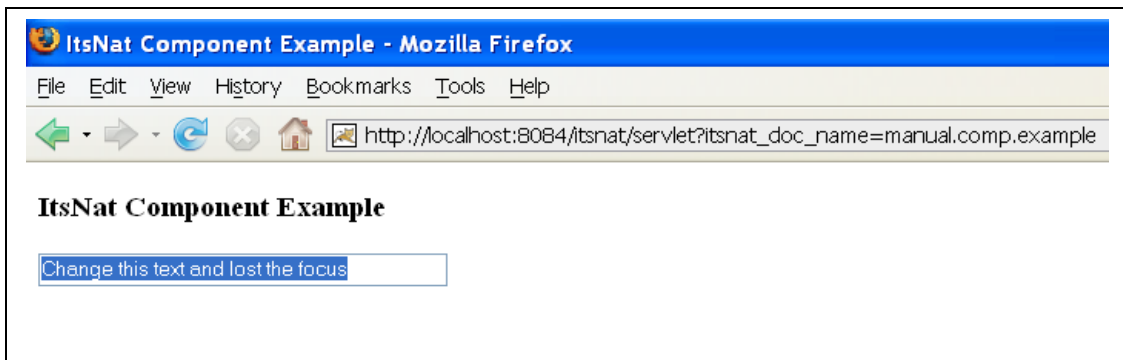 ItsNat Component Example - Mozilla Firefox
File Edit View History Bookmarks Tools Help
http://localhost:8084/itsnat/servlet?itsnat_doc_name=manual.comp.example
ItsNat Component Example
Change this text and lost the focus